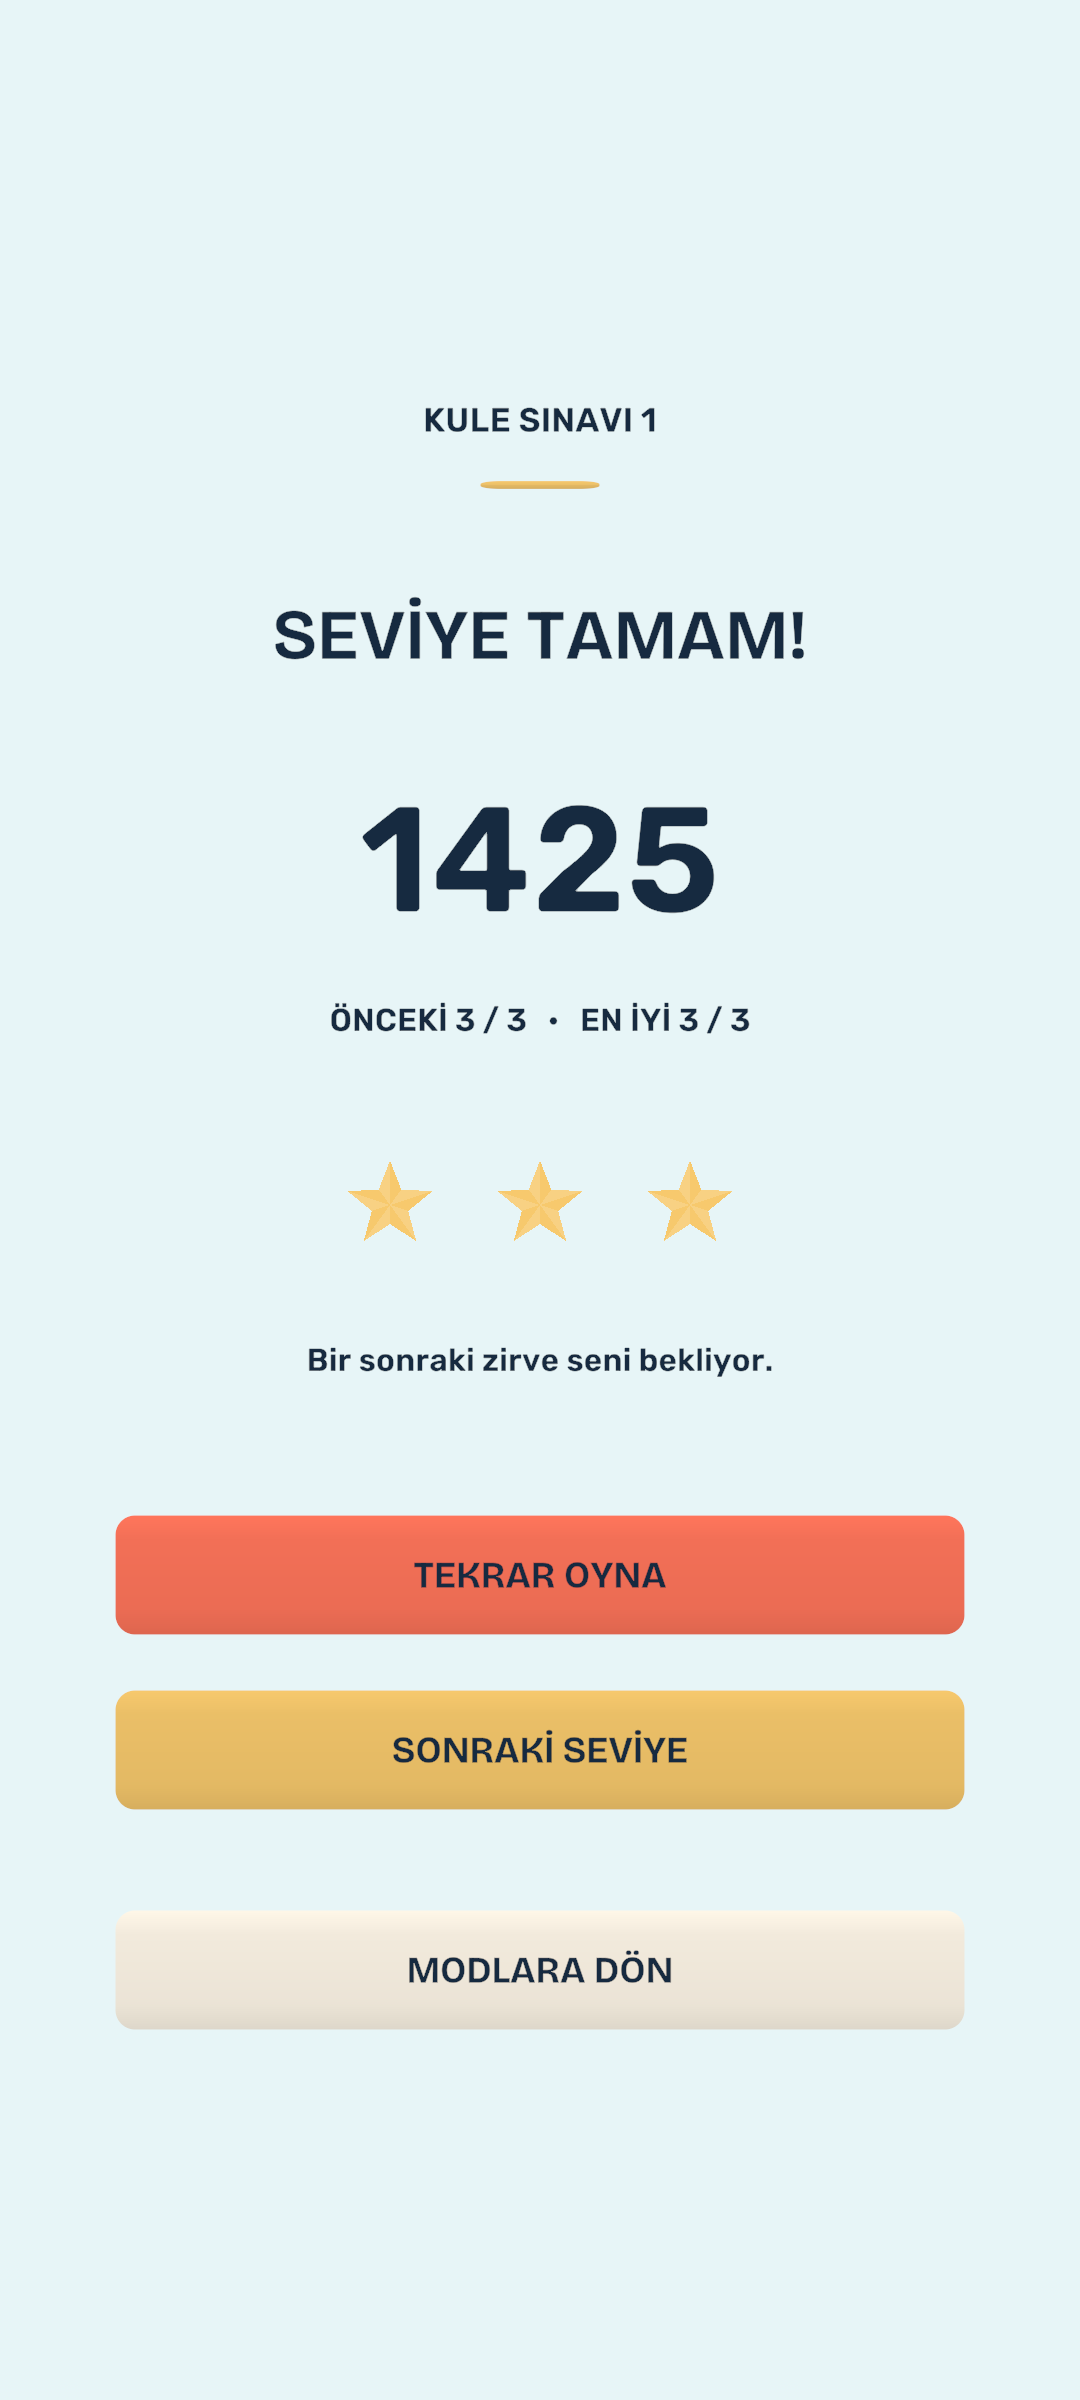 KULE SINAVI 1
SEVİYE TAMAM!
1425
ÖNCEKİ 3 / 3 · EN İYİ 3 / 3
Bir sonraki zirve seni bekliyor.
TEKRAR OYNA
SONRAKİ SEVİYE
MODLARA DÖN